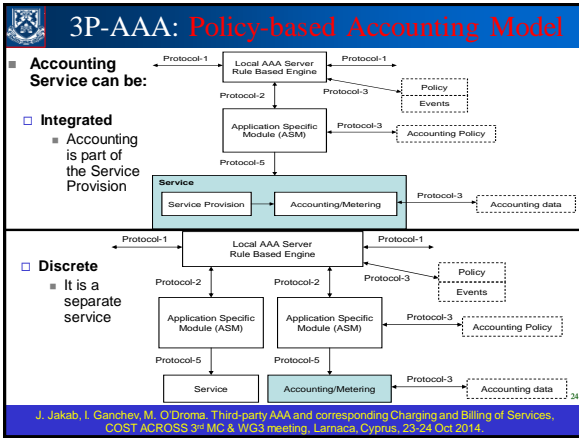 3P-AAA: Policy-based Accounting Model
Accounting
Service can be:
Integrated
Accounting
is part of
the Service
Provision
Protocol-1
Local AAA Server
Rule Based Engine
Protocol-1
Protocol-2
Protocol-3
Policy
Events
Application Specific
Module (ASM)
Protocol-3
Accounting Policy
Protocol-5
Service
Service Provision
Accounting/Metering
Protocol-3
Accounting data
Discrete
It is a
separate
service
Protocol-1
Local AAA Server
Rule Based Engine
Protocol-1
Protocol-2
Protocol-2
Protocol-3
Policy
Events
Application Specific
Module (ASM)
Application Specific
Module (ASM)
Protocol-3
Accounting Policy
Protocol-5
Protocol-5
Service
Accounting/Metering
Protocol-3
Accounting data
24
J. Jakab, I. Ganchev, M. O'Droma. Third-party AAA and corresponding Charging and Billing of Services,
COST ACROSS 3rd MC & WG3 meeting, Larnaca, Cyprus, 23-24 Oct 2014.